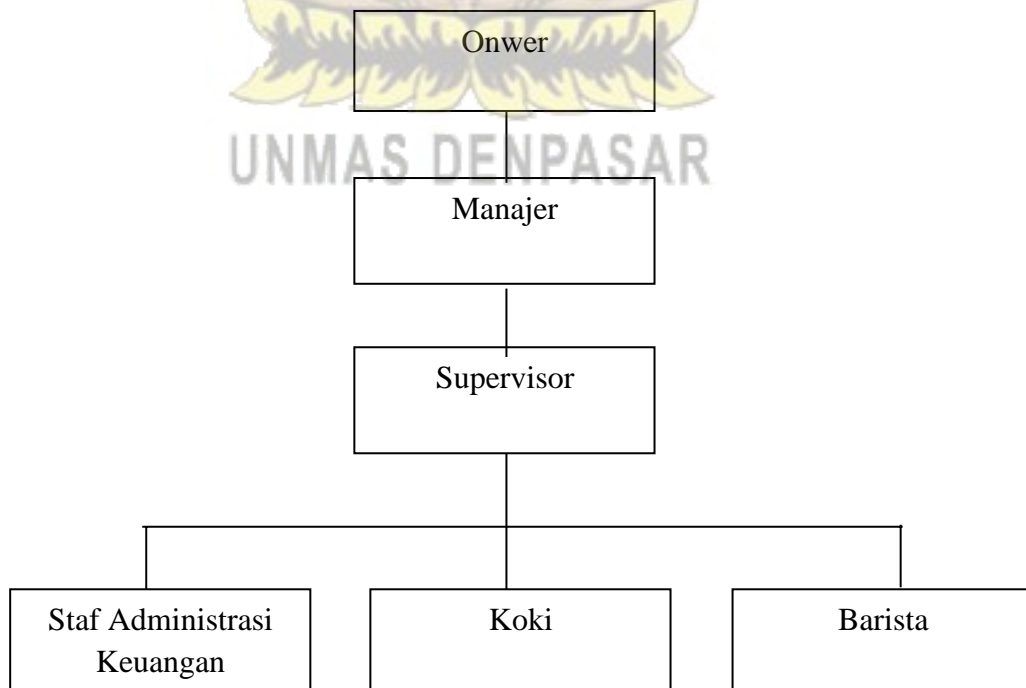 Onwer
UNMAS DENPASAR
Manajer
Supervisor
Staf Administrasi
Keuangan
Koki
Barista